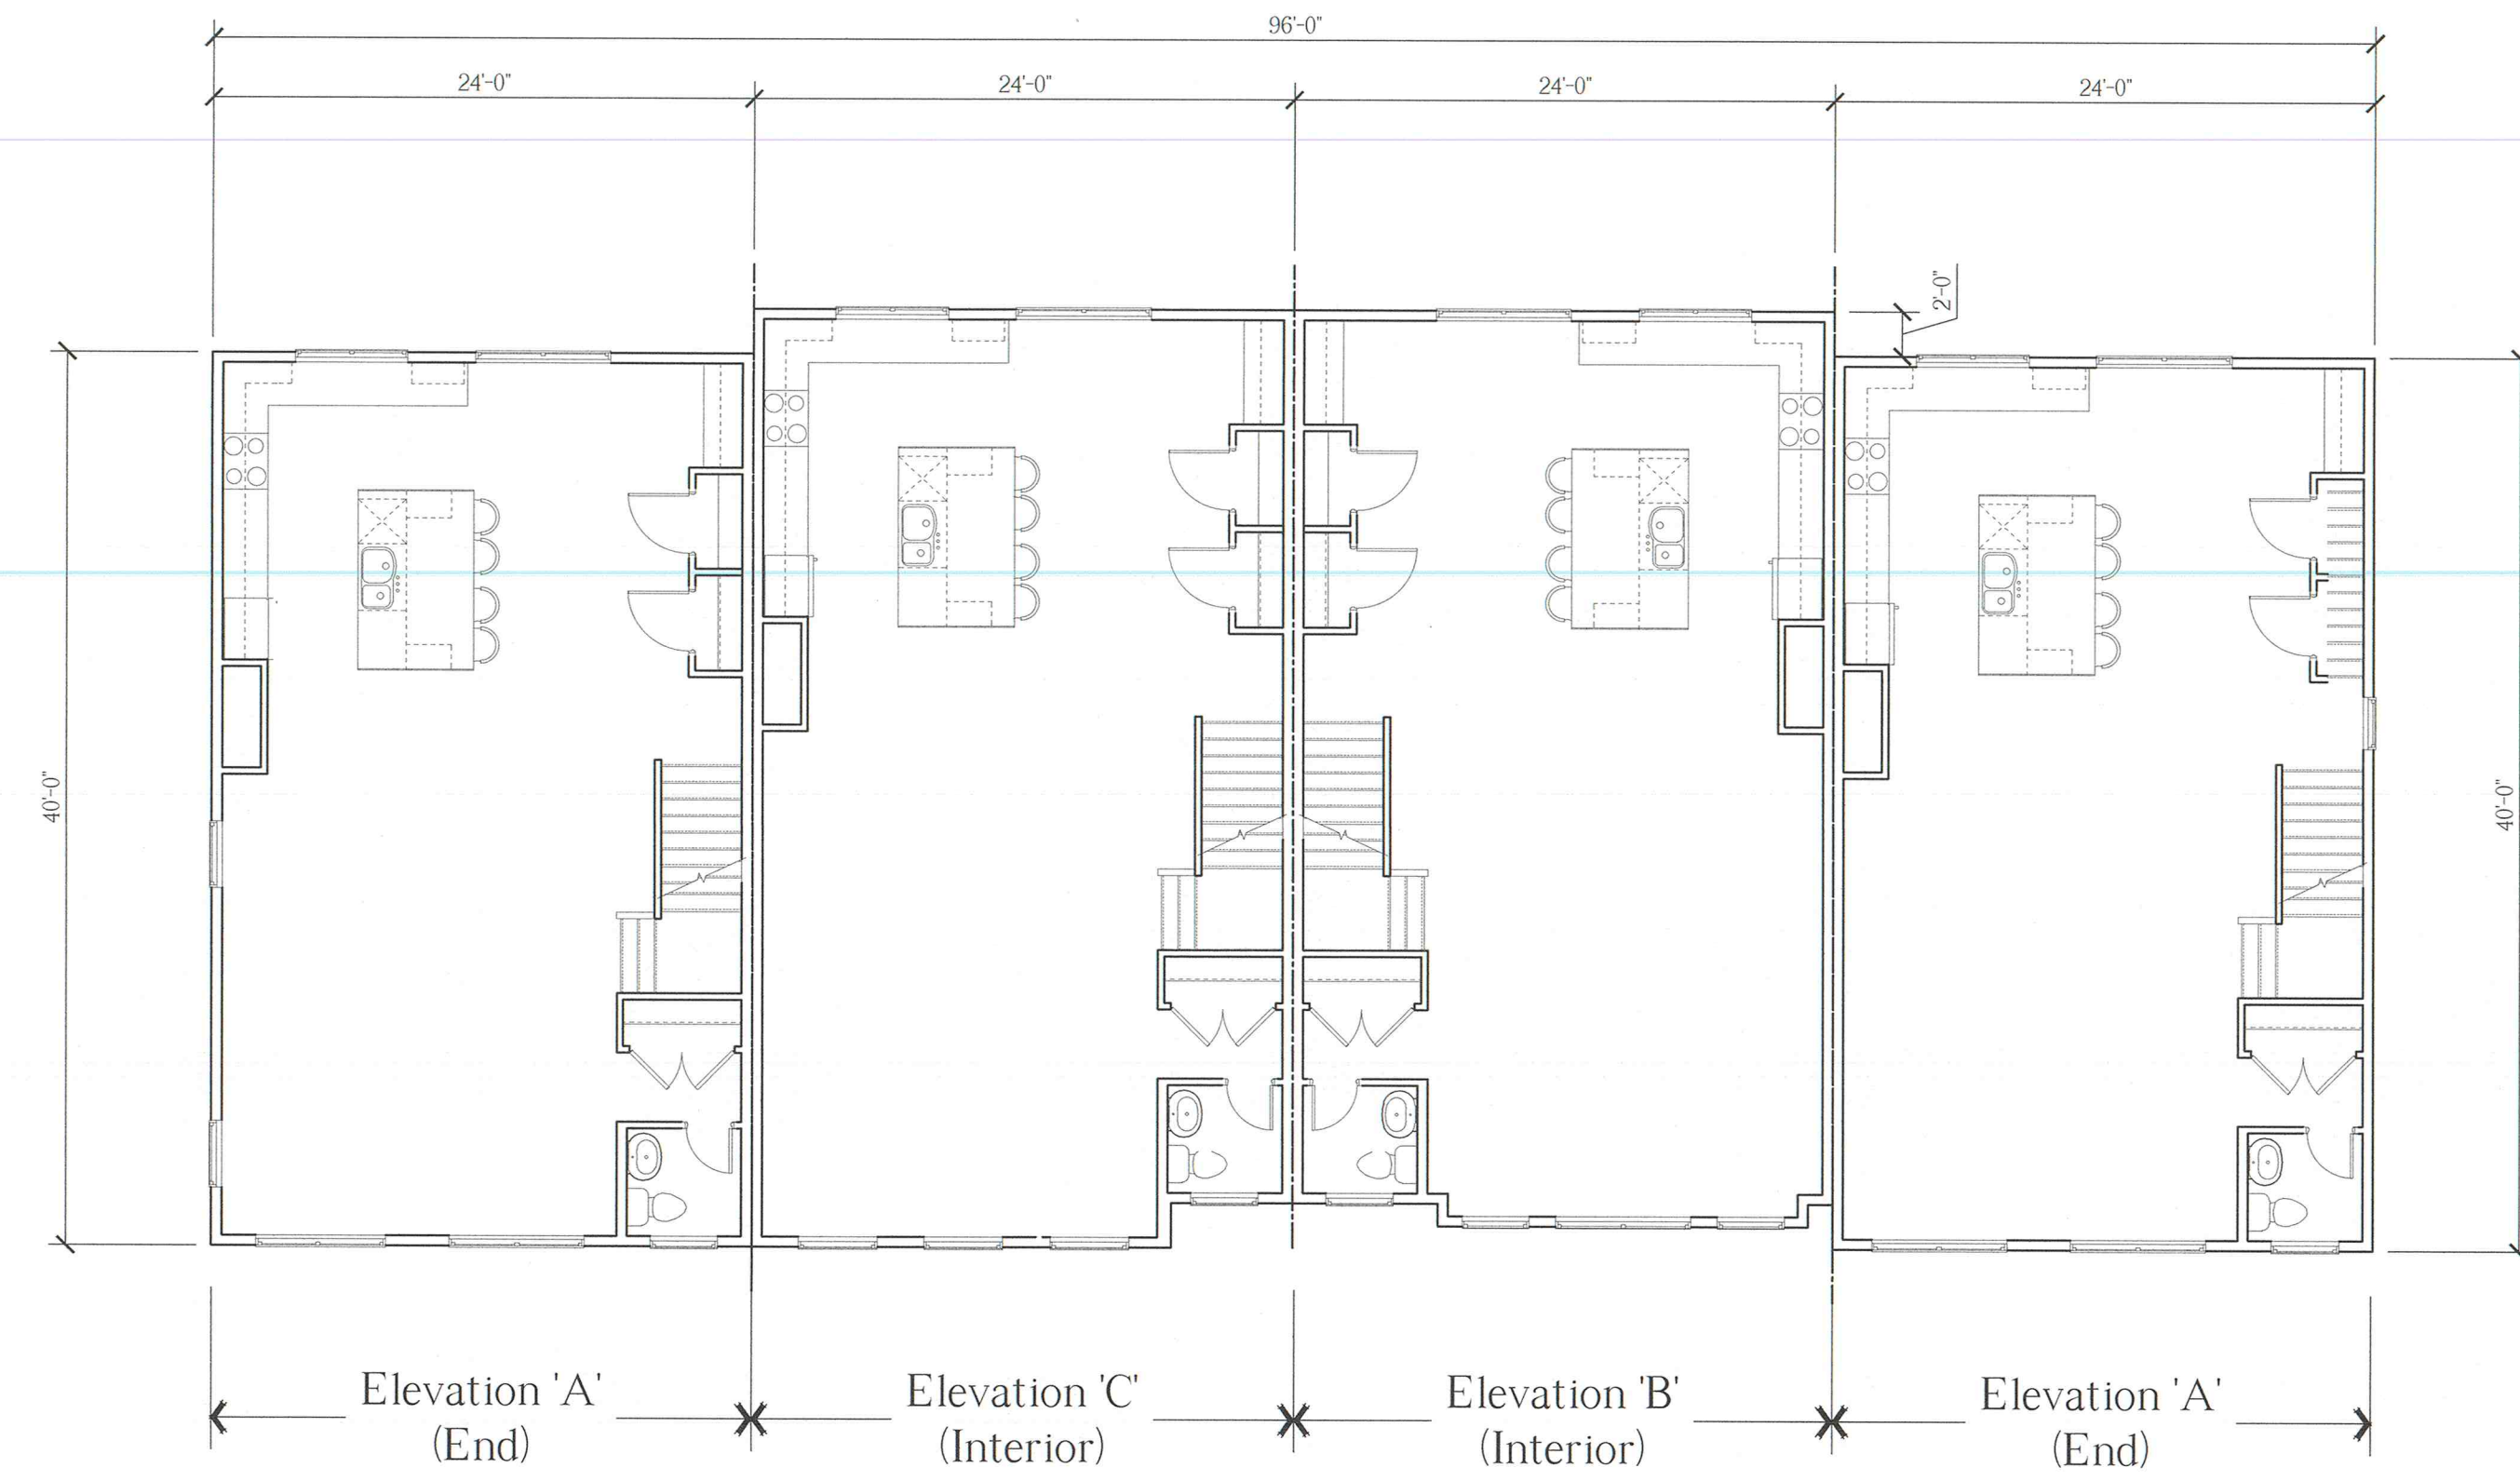 96'-0"
24'-0"
24'-0"
24'-0"
24'-0"
2'-0"
40'-0"
40'-0"
Elevation 'A'
(End)
Elevation 'C'
(Interior)
Elevation 'B'
(Interior)
Elevation 'A'
(End)